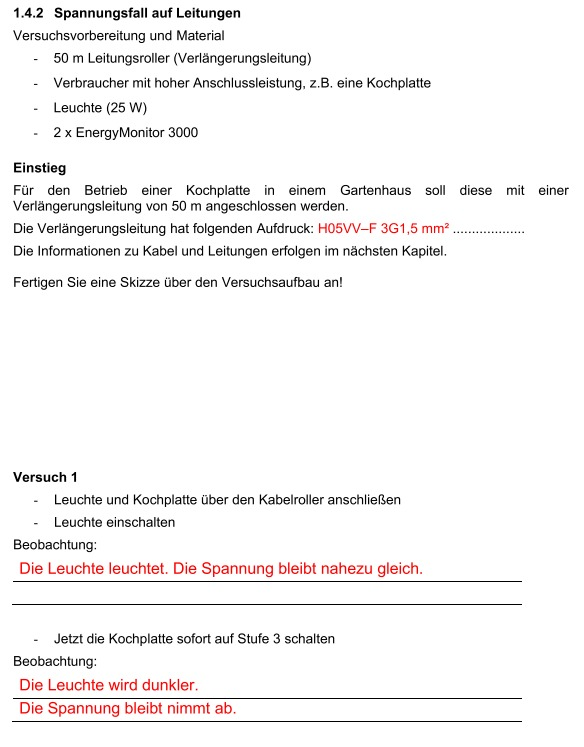 1.4.2 Spannungsfall auf Leitungen
Versuchsvorbereitung und Material
- 50 m Leitungsroller (Verlängerungsleitung)
- Verbraucher mit hoher Anschlussleistung, z.B. eine Kochplatte
- Leuchte (25 W)
- 2 x EnergyMonitor 3000
Einstieg
Für den Betrieb einer Kochplatte in einem Gartenhaus soll diese mit einer
Verlängerungsleitung von 50 m angeschlossen werden.
Die Verlängerungsleitung hat folgenden Aufdruck: H05VV–F 3G1,5 mm² ...................
Die Informationen zu Kabel und Leitungen erfolgen im nächsten Kapitel.
Fertigen Sie eine Skizze über den Versuchsaufbau an!
Versuch 1
- Leuchte und Kochplatte über den Kabelroller anschließen
- Leuchte einschalten
Beobachtung:
Die Leuchte leuchtet. Die Spannung bleibt nahezu gleich.
- Jetzt die Kochplatte sofort auf Stufe 3 schalten
Beobachtung:
Die Leuchte wird dunkler.
Die Spannung bleibt nimmt ab.